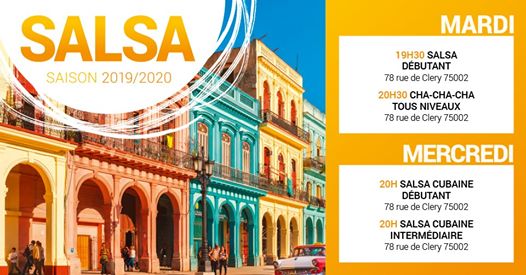 SALSA
SAISON 2019/2020
MARDI
19H30 SALSA
DÉBUTANT
78 rue de Clery 75002
20H30 CHA-CHA-CHA
TOUS NIVEAUX
78 rue de Clery 75002
MERCREDI
20H SALSA CUBAINE
DÉBUTANT
78 rue de Clery 75002
20H SALSA CUBAINE
INTERMÉDIAIRE
78 rue de Clery 75002